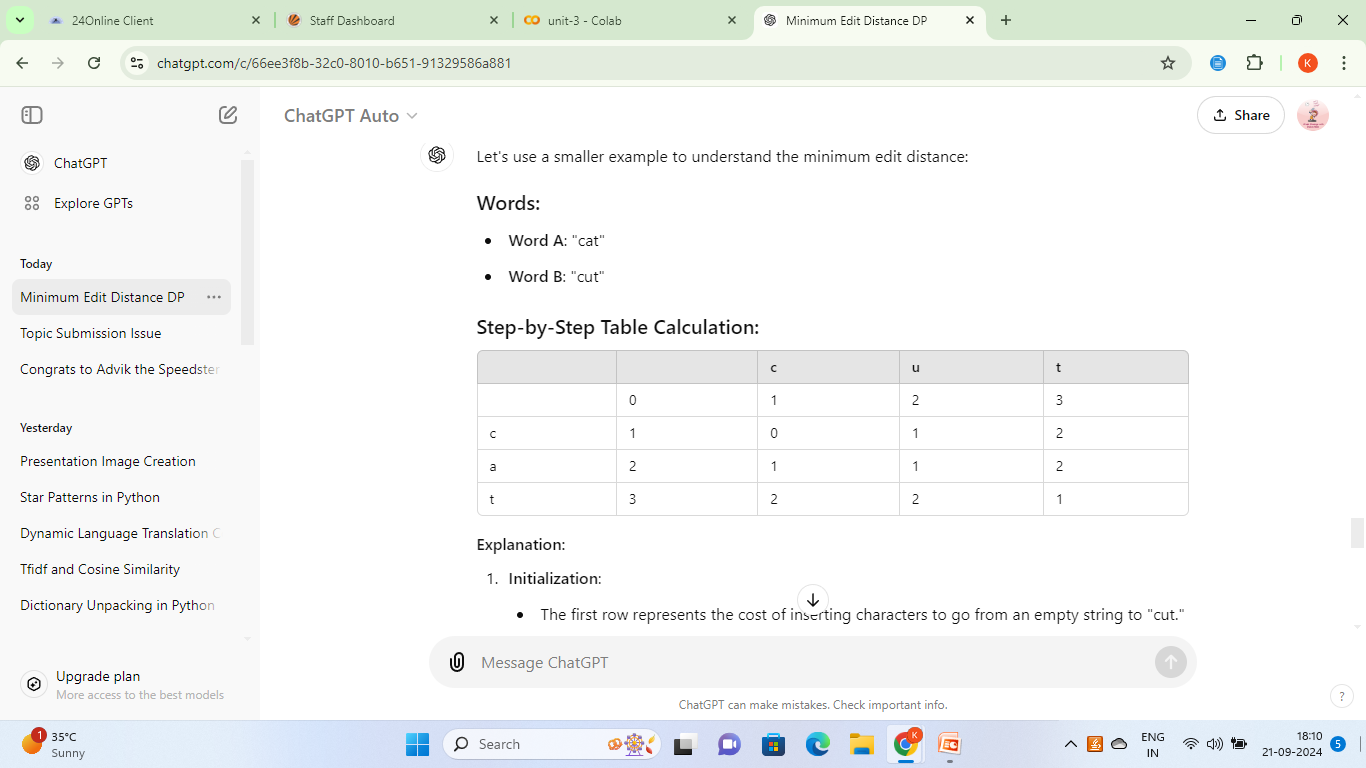 24Online Client
Staff Dashboard
unit-3 - Colab
Minimum Edit Distance DP
chatgpt.com/c/66ee3f8b-32c0-8010-b651-91329586a881
K
ChatGPT Auto
Share
ChatGPT
Explore GPTs
Today
Minimum Edit Distance DP
Topic Submission Issue
Congrats to Advik the Speedster
Yesterday
Presentation Image Creation
Star Patterns in Python
Dynamic Language Translation C
Tfidf and Cosine Similarity
Dictionary Unpacking in Python
Upgrade plan
More access to the best models
Let's use a smaller example to understand the minimum edit distance:
Words:
• Word A: "cat"
• Word B: "cut"
Step-by-Step Table Calculation:
c u t
0 1 2 3
c 1 0 1 2
a 2 1 1 2
t 3 2 2 1
Explanation:
1. Initialization:
• The first row represents the cost of inserting characters to go from an empty string to "cut."
Message ChatGPT
ChatGPT can make mistakes. Check important info.
?
1
35°C
Sunny
Search
K
ENG
IN
18:10
21-09-2024
5